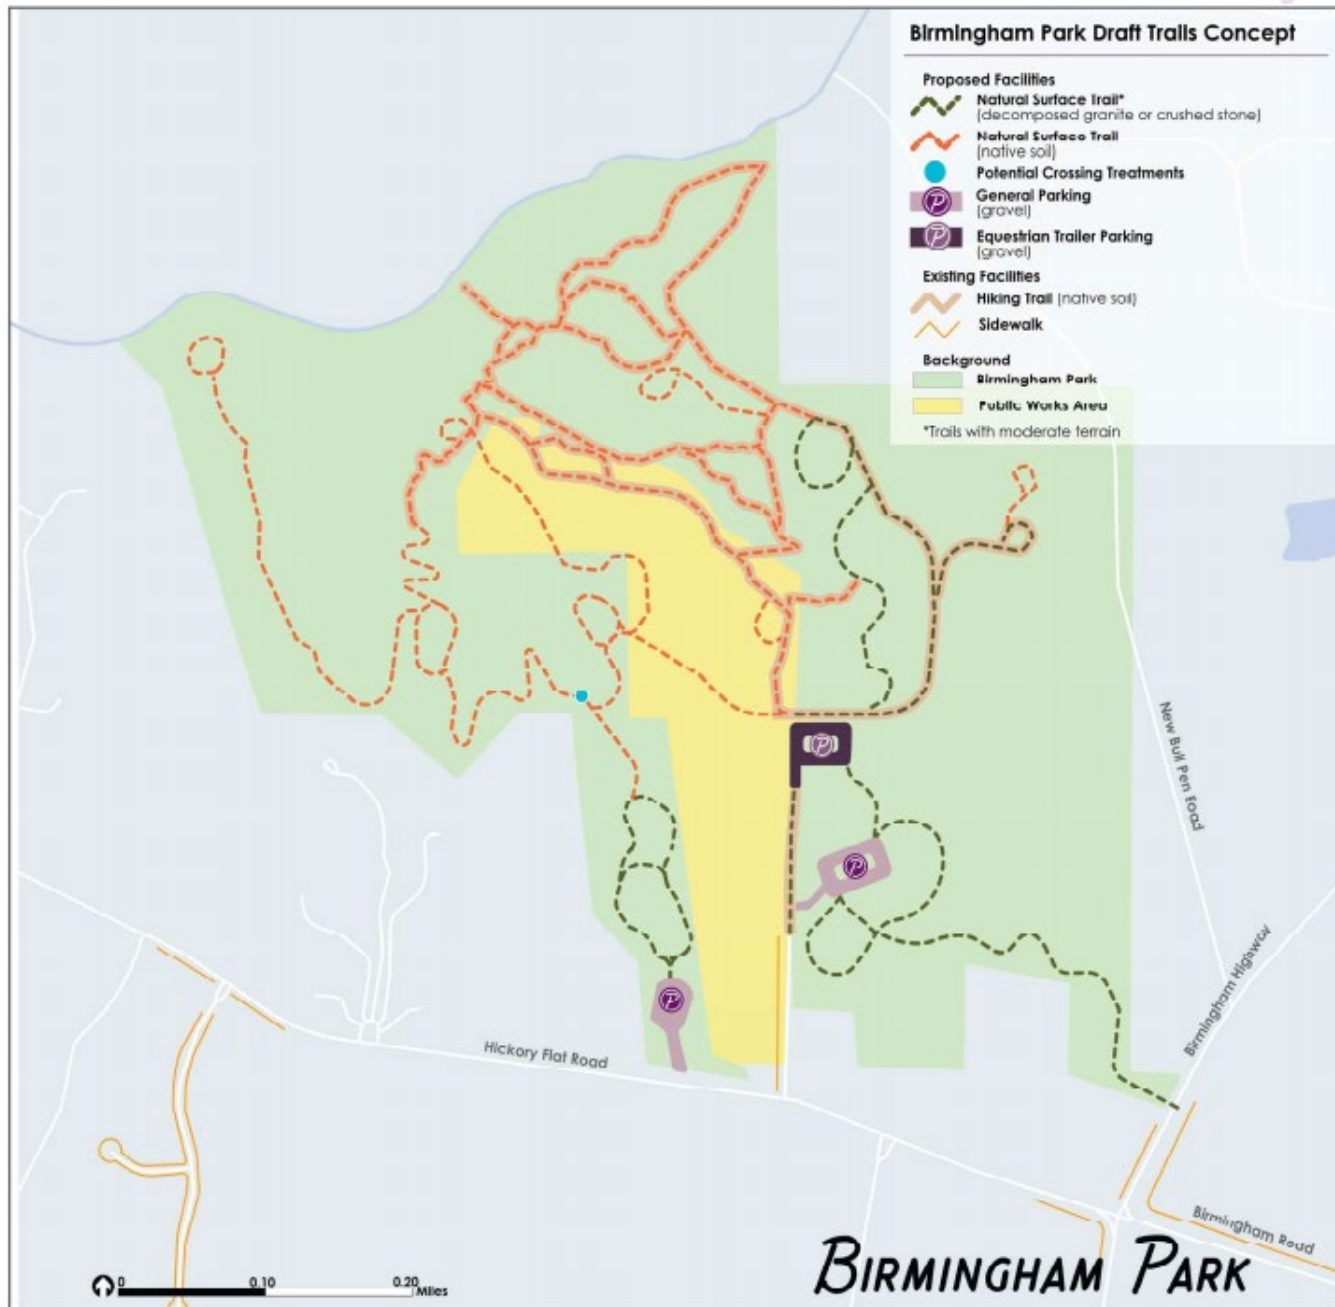 Birmingham Park Draft Trails Concept
Proposed Facilities
Natural Surface Trail*
(decomposed granite or crushed stone)
Natural Surface Trail
(native soil)
Potential Crossing Treatments
P General Parking
(gravel)
P Equestrian Trailer Parking
(gravel)
Existing Facilities
Hiking Trail (native soil)
Sidewalk
Background
Birmingham Park
Public Works Area
*Trails with moderate terrain
New Bull Pen Road
P
P
P
Birmingham Highway
Hickory Flat Road
Birmingham Road
BIRMINGHAM PARK
0 0.10 0.20 Miles